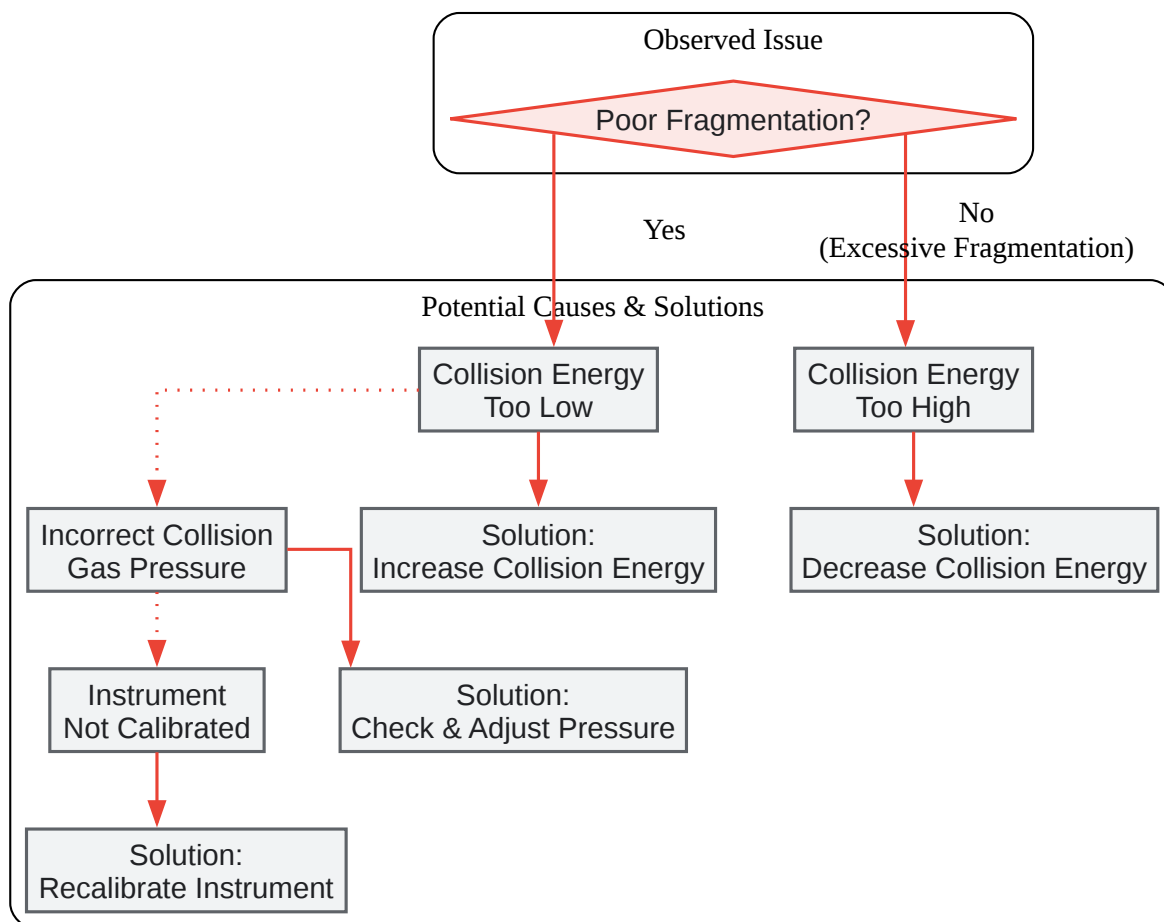 Observed Issue
Poor Fragmentation?
Yes
No
(Excessive Fragmentation)
Potential Causes & Solutions
Collision Energy
Too Low
Collision Energy
Too High
Incorrect Collision
Gas Pressure
Solution:
Increase Collision Energy
Solution:
Decrease Collision Energy
Instrument
Not Calibrated
Solution:
Check & Adjust Pressure
Solution:
Recalibrate Instrument